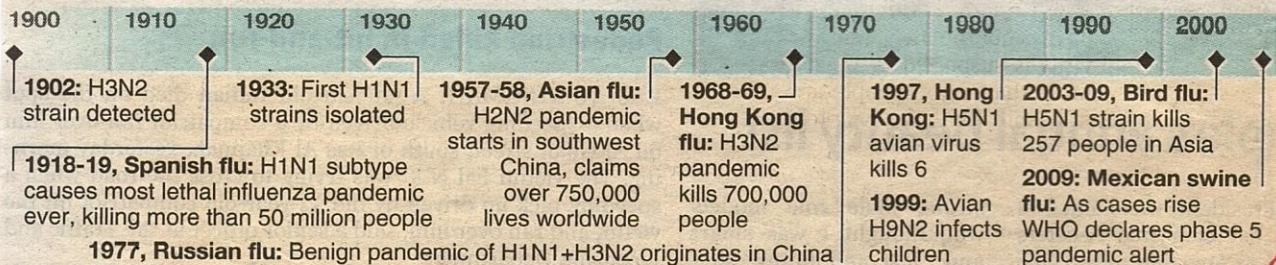 1900 1910 1920 1930 1940 1950 1960 1970 1980 1990 2000
1902: H3N2
strain detected
1918-19, Spanish flu: H1N1 subtype
causes most lethal influenza pandemic
ever, killing more than 50 million people
1933: First H1N1
strains isolated
1957-58, Asian flu:
H2N2 pandemic
starts in southwest
China, claims
over 750,000
lives worldwide
1968-69,
Hong Kong
flu: H3N2
pandemic
kills 700,000
people
1977, Russian flu: Benign pandemic of H1N1+H3N2 originates in China
1997, Hong
Kong: H5N1
avian virus
kills 6
1999: Avian
H9N2 infects
children
2003-09, Bird flu:
H5N1 strain kills
257 people in Asia
2009: Mexican swine
flu: As cases rise
WHO declares phase 5
pandemic alert